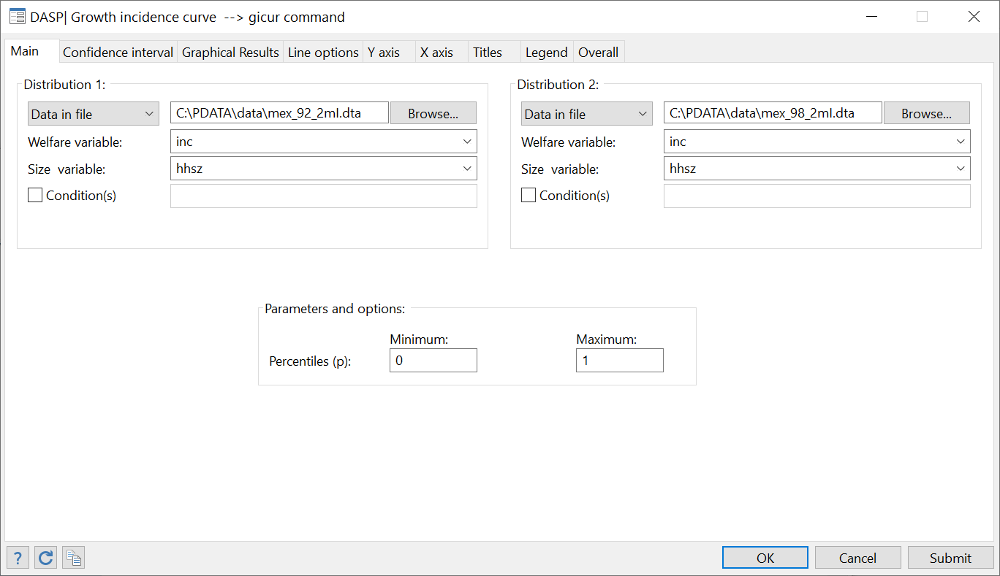 DASP| Growth incidence curve --> gicur command
Main Confidence interval Graphical Results Line options Y axis X axis Titles Legend Overall
Distribution 1: Distribution 2:
Data in file C:\PDATA\data\mex_92_2mI.dta Browse... Data in file C:\PDATA\data\mex_98_2mI.dta Browse...
Welfare variable: inc Welfare variable: inc
Size variable: hhsz Size variable: hhsz
Condition(s) Condition(s)
Parameters and options:
Minimum: Maximum:
Percentiles (p): 0 1
? OK Cancel Submit